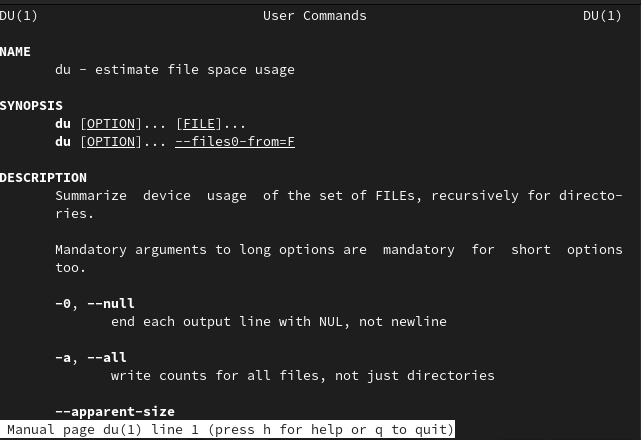 DU(1) User Commands DU(1)
NAME
du - estimate file space usage
SYNOPSIS
du [OPTION]... [FILE]...
du [OPTION]... --files0-from=F
DESCRIPTION
Summarize device usage of the set of FILEs, recursively for directo-
ries.
Mandatory arguments to long options are mandatory for short options
too.
-0, --null
end each output line with NUL, not newline
-a, --all
write counts for all files, not just directories
--apparent-size
Manual page du(1) line 1 (press h for help or q to quit)